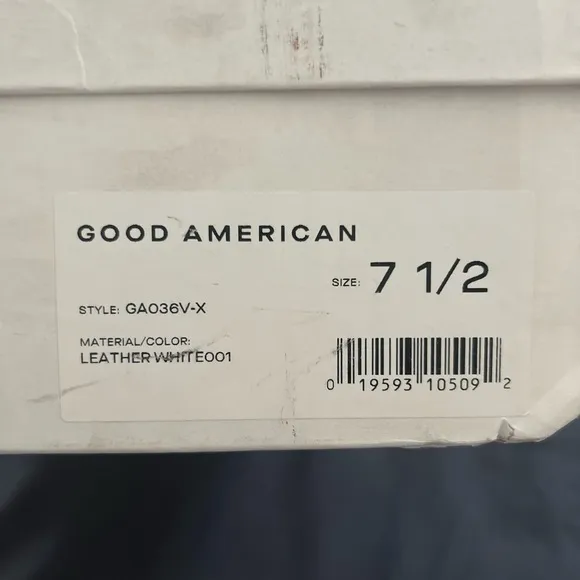 GOOD AMERICAN
SIZE: 7 1/2
STYLE: GA036V-X
MATERIAL/COLOR:
LEATHER WHITE001
0 19593 10509 2